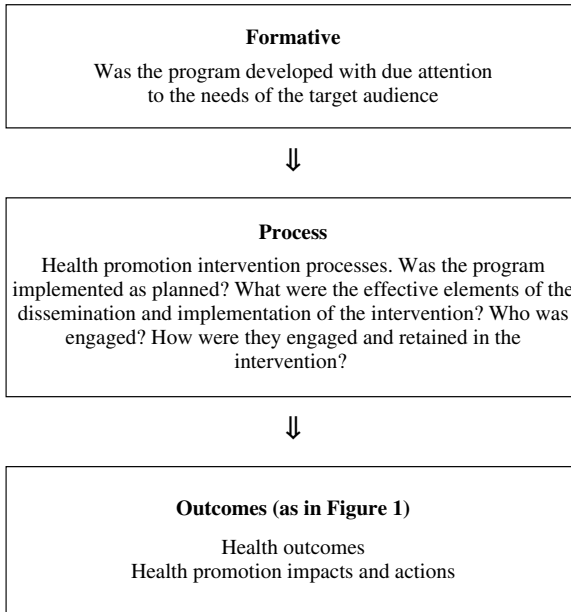 Formative
Was the program developed with due attention
to the needs of the target audience
⇓
Process
Health promotion intervention processes. Was the program
implemented as planned? What were the effective elements of the
dissemination and implementation of the intervention? Who was
engaged? How were they engaged and retained in the
intervention?
⇓
Outcomes (as in Figure 1)
Health outcomes
Health promotion impacts and actions